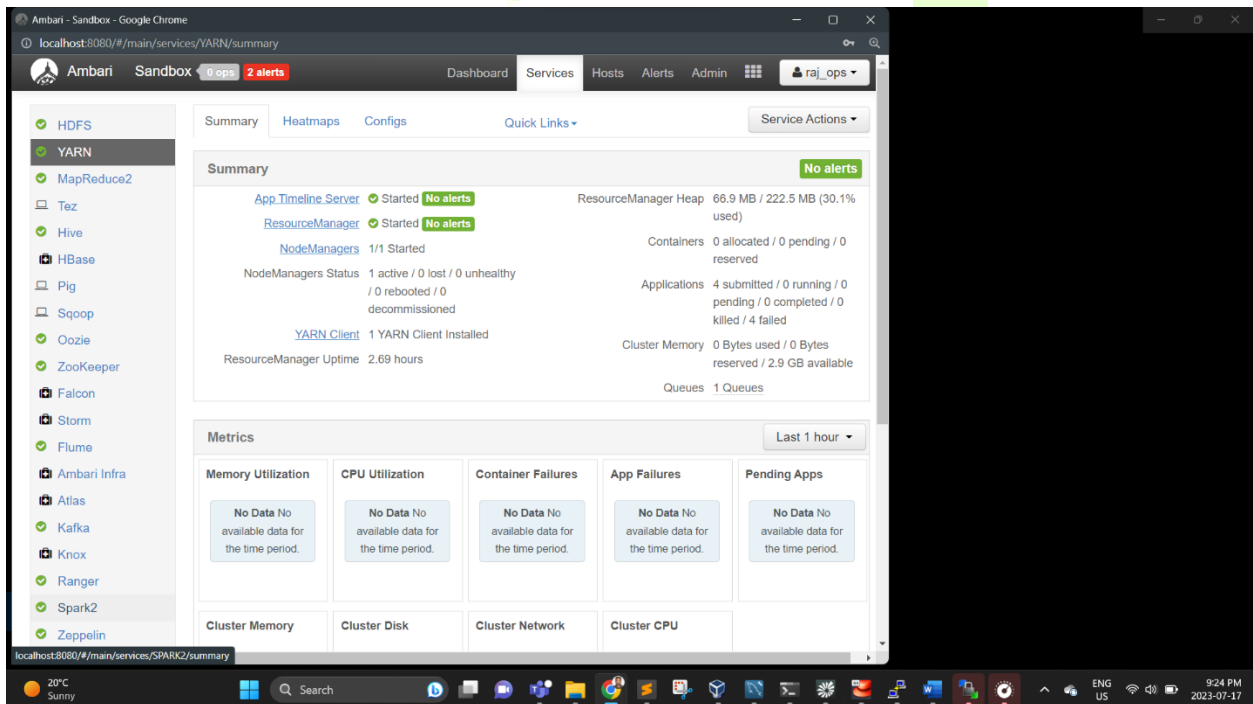 Ambari - Sandbox - Google Chrome
localhost:8080/#/main/services/YARN/summary
Ambari Sandbox 0 ops 2 alerts Dashboard Services Hosts Alerts Admin raj_ops
HDFS
YARN
MapReduce2
Tez
Hive
HBase
Pig
Sqoop
Oozie
ZooKeeper
Falcon
Storm
Flume
Ambari Infra
Atlas
Kafka
Knox
Ranger
Spark2
Zeppelin
localhost:8080/#/main/services/SPARK2/summary
Summary Heatmaps Configs Quick Links Service Actions
Summary No alerts
App Timeline Server Started No alerts
ResourceManager Started No alerts
NodeManagers 1/1 Started
NodeManagers Status 1 active / 0 lost / 0 unhealthy
/ 0 rebooted / 0
decommissioned
YARN Client 1 YARN Client Installed
ResourceManager Uptime 2.69 hours
ResourceManager Heap 66.9 MB / 222.5 MB (30.1%
used)
Containers 0 allocated / 0 pending / 0
reserved
Applications 4 submitted / 0 running / 0
pending / 0 completed / 0
killed / 4 failed
Cluster Memory 0 Bytes used / 0 Bytes
reserved / 2.9 GB available
Queues 1 Queues
Metrics Last 1 hour
Memory Utilization
No Data No
available data for
the time period.
CPU Utilization
No Data No
available data for
the time period.
Container Failures
No Data No
available data for
the time period.
App Failures
No Data No
available data for
the time period.
Pending Apps
No Data No
available data for
the time period.
Cluster Memory
Cluster Disk
Cluster Network
Cluster CPU
20°C
Sunny
Search
ENG
US
9:24 PM
2023-07-17